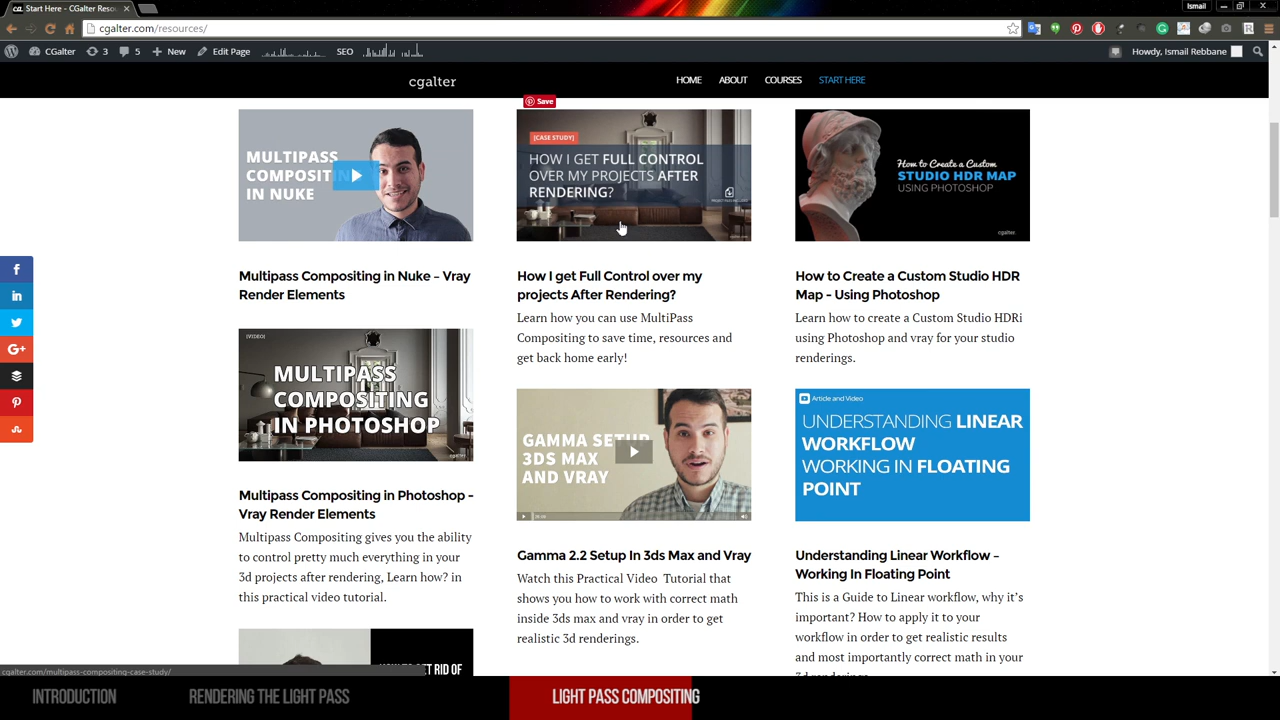 Start Here - CGalter Reso
Ismail
cgalter.com/resources/
CGalter
3
5
New
Edit Page
SEO
Howdy, Ismail Rebbane
cgalter
HOME
ABOUT
COURSES
START HERE
Save
MULTIPASS
COMPOSITIN
IN NUKE
[CASE STUDY]
HOW I GET FULL CONTROL
OVER MY PROJECTS AFTER
RENDERING?
How to Create a Custom
STUDIO HDR MAP
USING PHOTOSHOP
cgalter.
Multipass Compositing in Nuke – Vray
Render Elements
How I get Full Control over my
projects After Rendering?
Learn how you can use MultiPass
Compositing to save time, resources and
get back home early!
How to Create a Custom Studio HDR
Map - Using Photoshop
Learn how to create a Custom Studio HDRi
using Photoshop and vray for your studio
renderings.
[VIDEO]
MULTIPASS
COMPOSITING
IN PHOTOSHOP
Multipass Compositing in Photoshop -
Vray Render Elements
Multipass Compositing gives you the ability
to control pretty much everything in your
3d projects after rendering, Learn how? in
this practical video tutorial.
GAMMA SETUP
3DS MAX
AND VRAY
Gamma 2.2 Setup In 3ds Max and Vray
Watch this Practical Video Tutorial that
shows you how to work with correct math
inside 3ds max and vray in order to get
realistic 3d renderings.
Article and Video
UNDERSTANDING LINEAR
WORKFLOW
WORKING IN FLOATING
POINT
Understanding Linear Workflow –
Working In Floating Point
This is a Guide to Linear workflow, why it's
important? How to apply it to your
workflow in order to get realistic results
and most importantly correct math in your
3d renderings.
HOW TO GET RID OF
cgalter.com/multipass-compositing-case-study/
INTRODUCTION
RENDERING THE LIGHT PASS
LIGHT PASS COMPOSITING